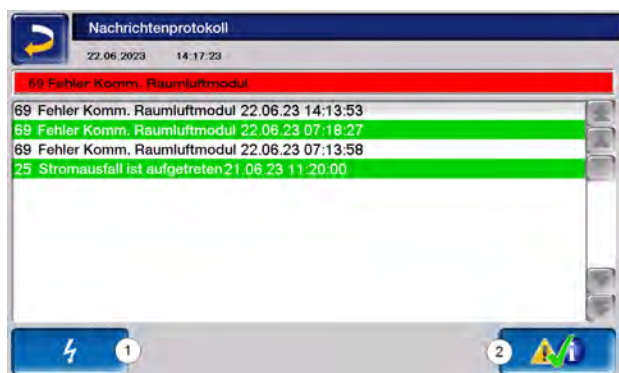 Nachrichtenprotokoll
22.06.2023 14:17:23
69 Fehler Komm. Raumluftmodul
69 Fehler Komm. Raumluftmodul 22.06.23 14:13:53
69 Fehler Komm. Raumluftmodul 22.06.23 07:18:27
69 Fehler Komm. Raumluftmodul 22.06.23 07:13:58
25 Stromausfall ist aufgetreten 21.06.23 11:20:00
1
2